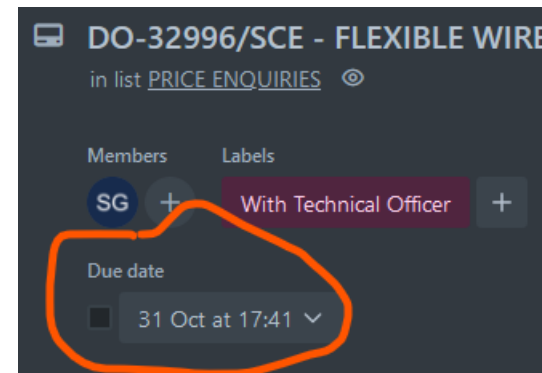 DO-32996/SCE - FLEXIBLE WIRE
in list PRICE ENQUIRIES
Members Labels
SG + With Technical Officer +
Due date
31 Oct at 17:41